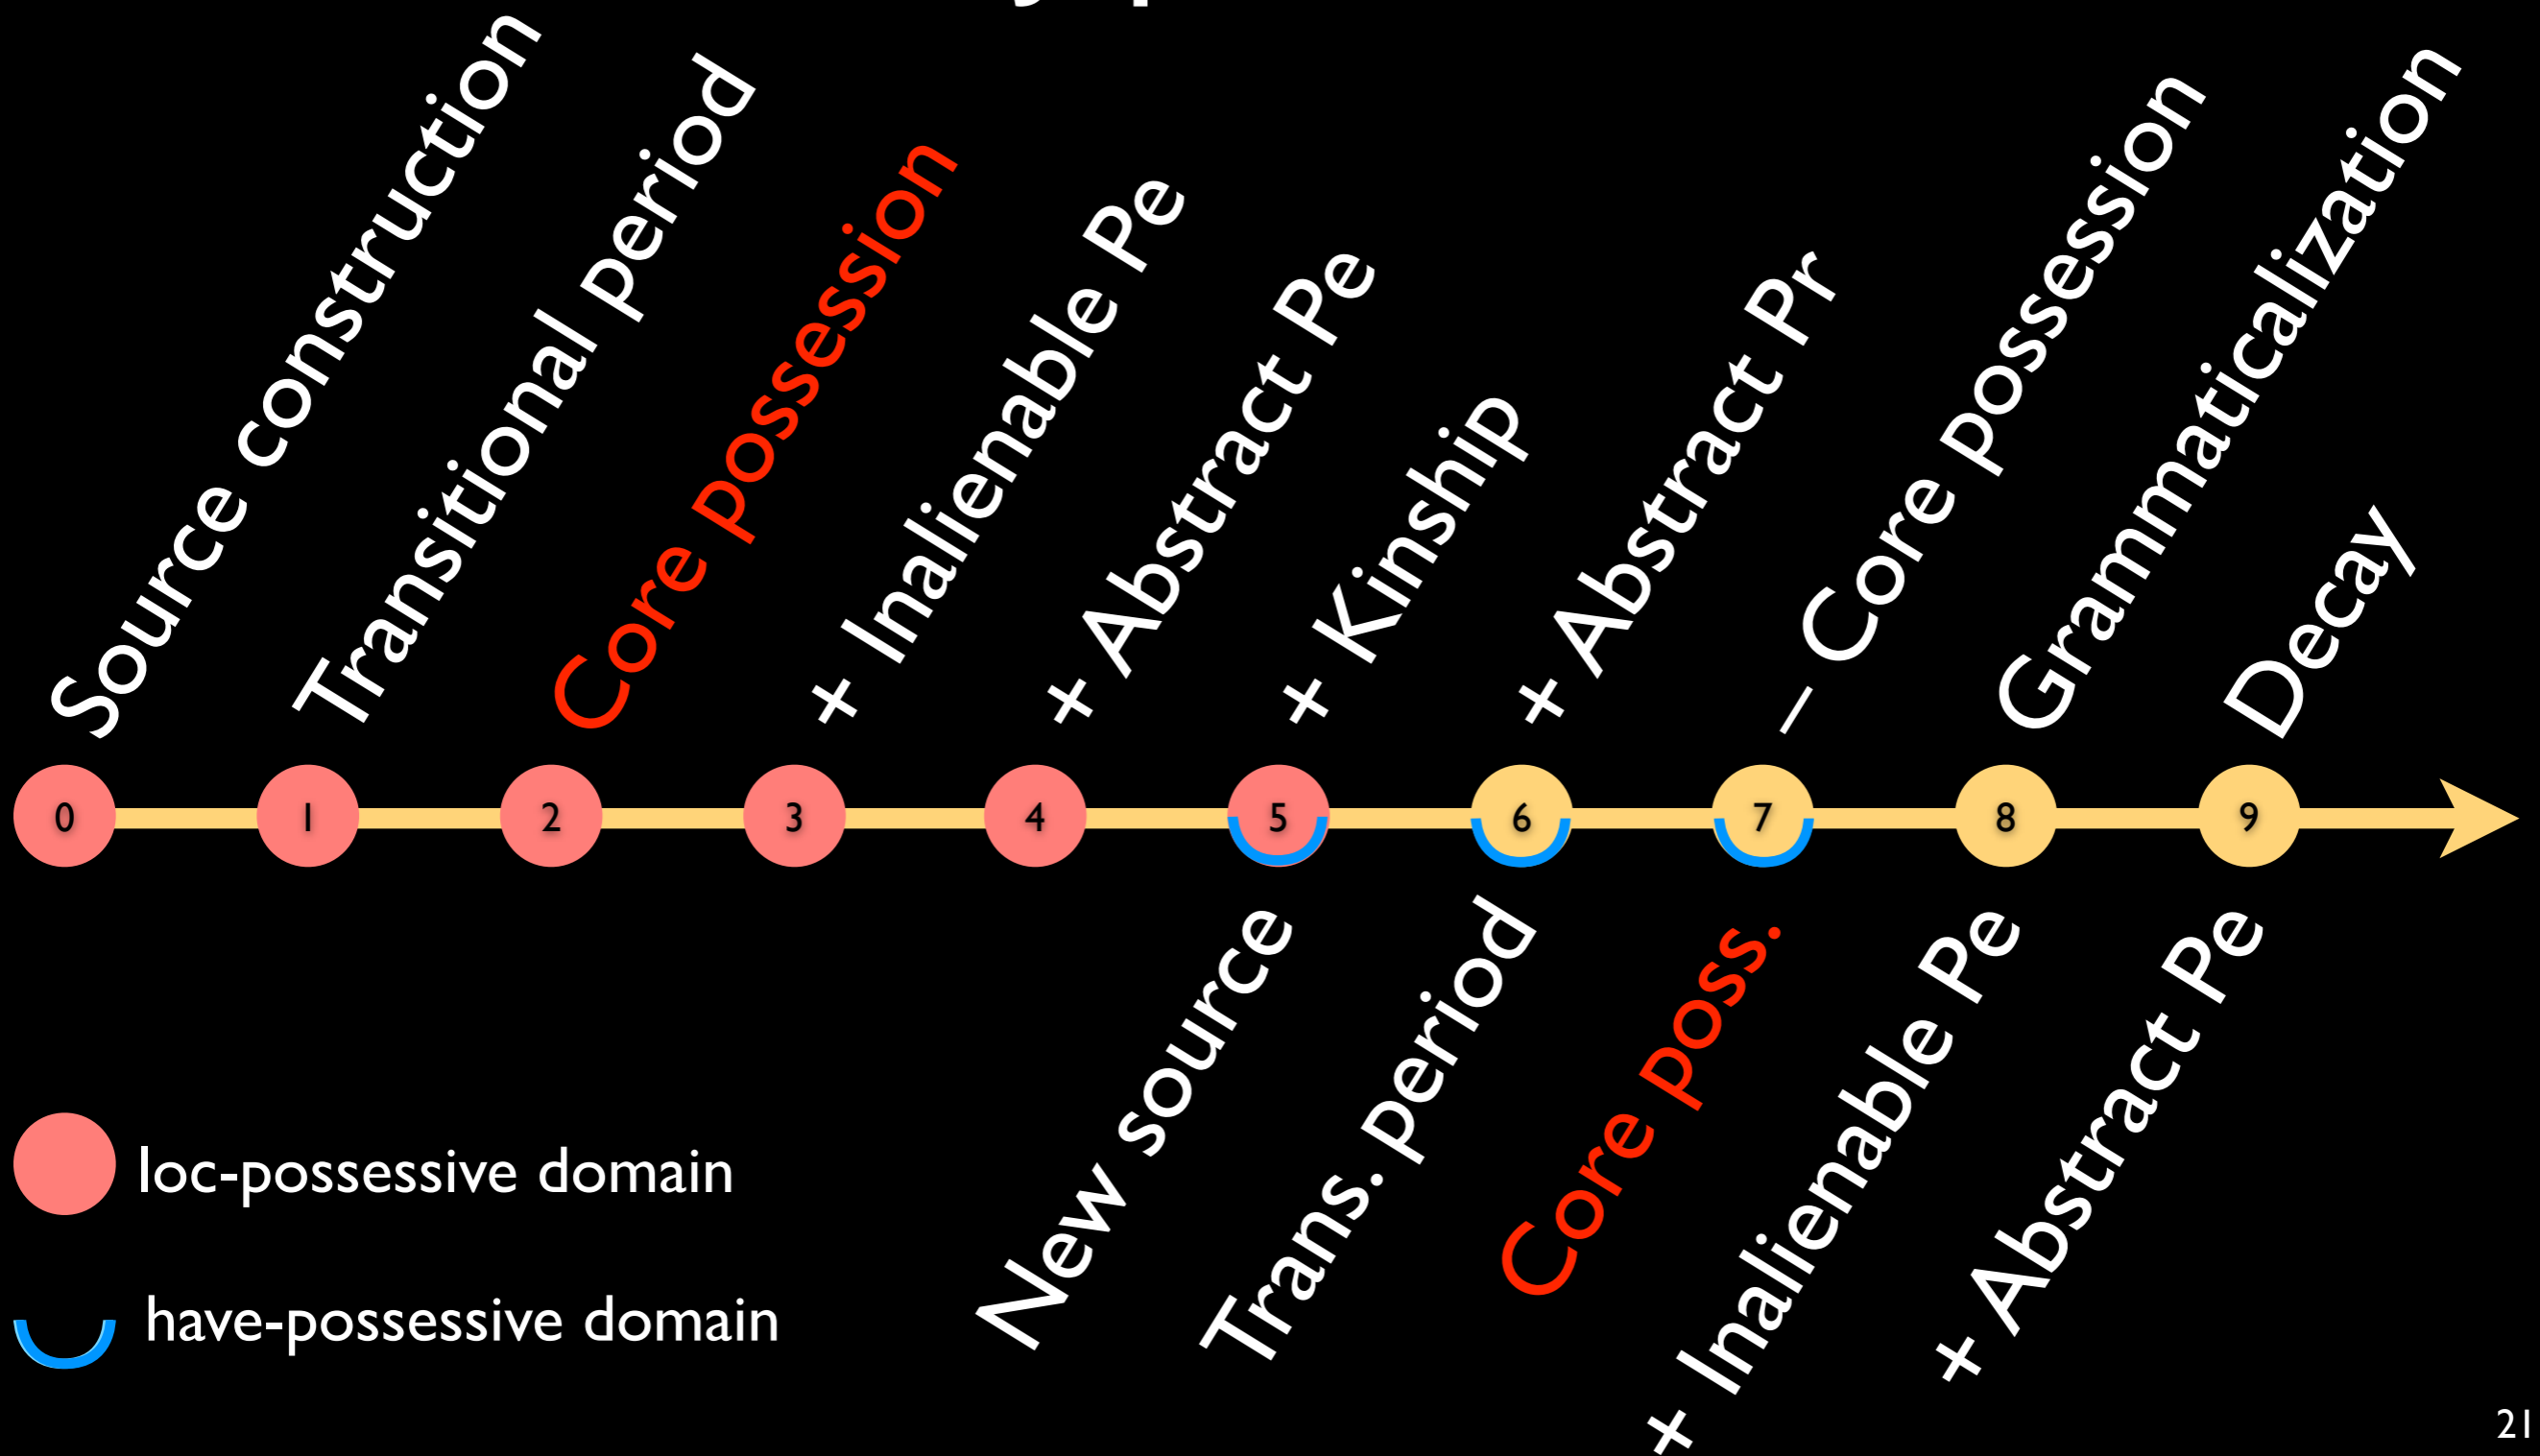 Source construction
Transitional period
Core possession
+ Inalienable Pe
+ Abstract Pe
+ Kinship
+ Abstract Pr
– Core possession
Grammaticalization
Decay
0 1 2 3 4 5 6 7 8 9
New source
Trans. period
Core poss.
+ Inalienable Pe
+ Abstract Pe
loc-possessive domain
have-possessive domain
21